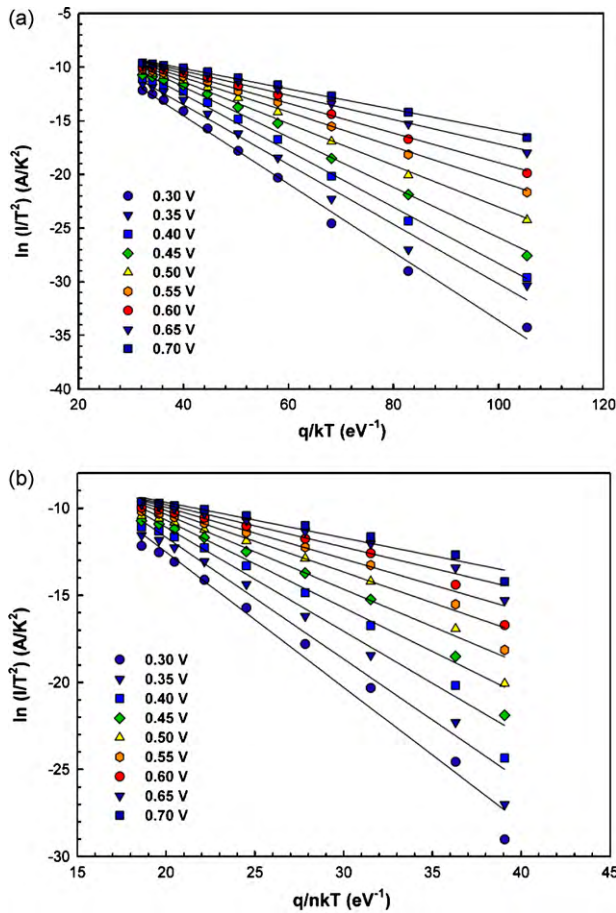 (a)
-5
-10
-15
-20
-25
-30
-35
-40
ln (I/T²) (A/K²)
0.30 V
0.35 V
0.40 V
0.45 V
0.50 V
0.55 V
0.60 V
0.65 V
0.70 V
20 40 60 80 100 120
q/kT (eV⁻¹)
(b)
-10
-15
-20
-25
-30
ln (I/T²) (A/K²)
0.30 V
0.35 V
0.40 V
0.45 V
0.50 V
0.55 V
0.60 V
0.65 V
0.70 V
15 20 25 30 35 40 45
q/nkT (eV⁻¹)